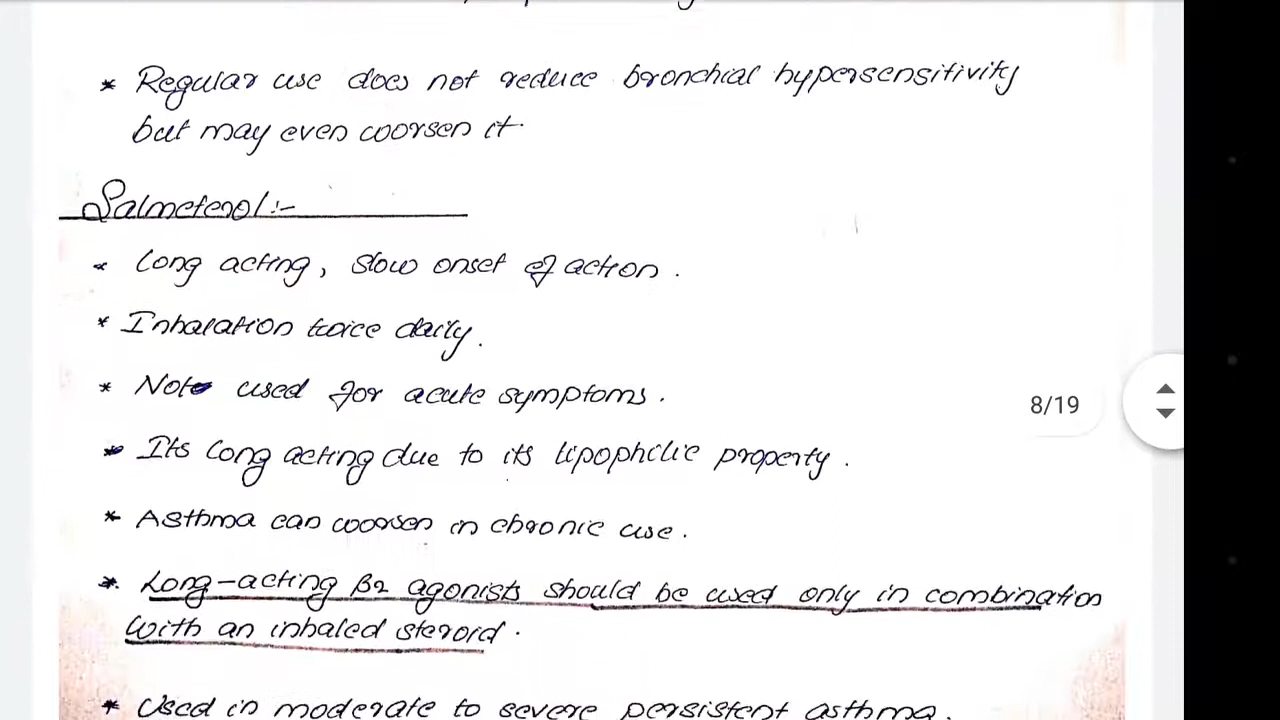 * Regular use does not reduce bronchial hypersensitivity
but may even worsen it
Salmeterol :-
* Long acting, slow onset of action.
* Inhalation twice daily.
* Not used for acute symptoms.
* Its long acting due to its lipophilic property.
* Asthma can worsen in chronic use.
8/19
* Long-acting β2 agonists should be used only in combination
with an inhaled steroid.
* Used in moderate to severe persistent asthma.